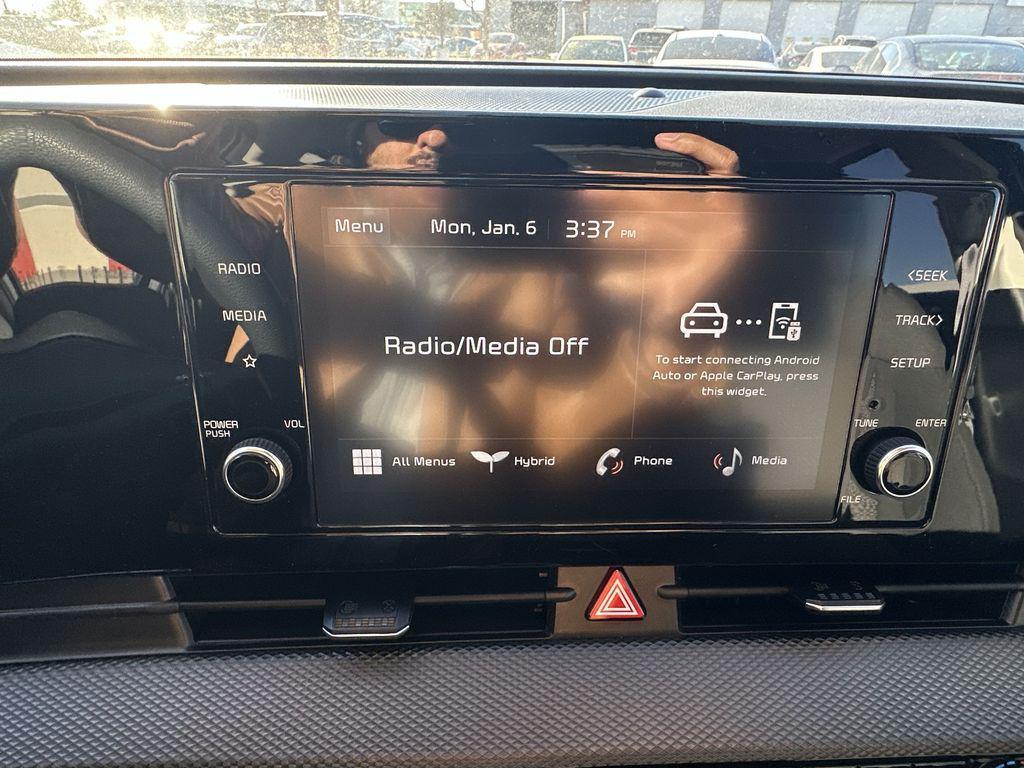 Menu
Mon, Jan. 6
3:37 PM
RADIO
MEDIA
POWER
PUSH
VOL
Radio/Media Off
To start connecting Android
Auto or Apple CarPlay, press
this widget.
All Menus
Hybrid
Phone
Media
<SEEK
TRACK>
SETUP
TUNE
ENTER
FILE